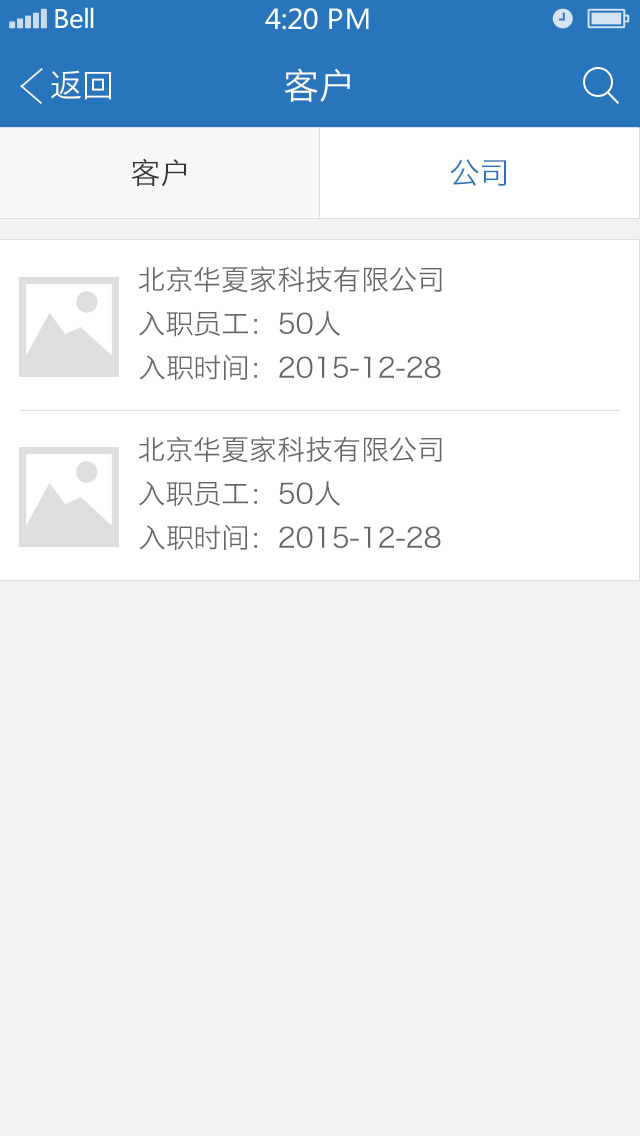 Bell 4:20 PM
返回 客户
客户 公司
北京华夏家科技有限公司
入职员工：50人
入职时间：2015-12-28
北京华夏家科技有限公司
入职员工：50人
入职时间：2015-12-28